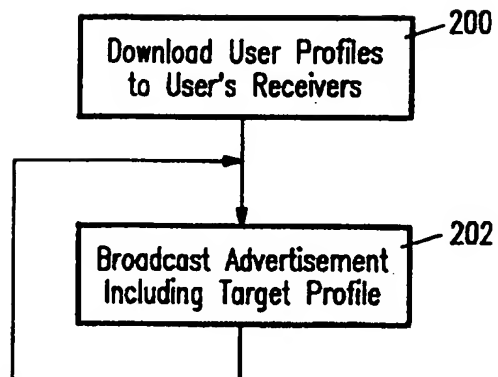 200
Download User Profiles
to User's Receivers
202
Broadcast Advertisement
Including Target Profile